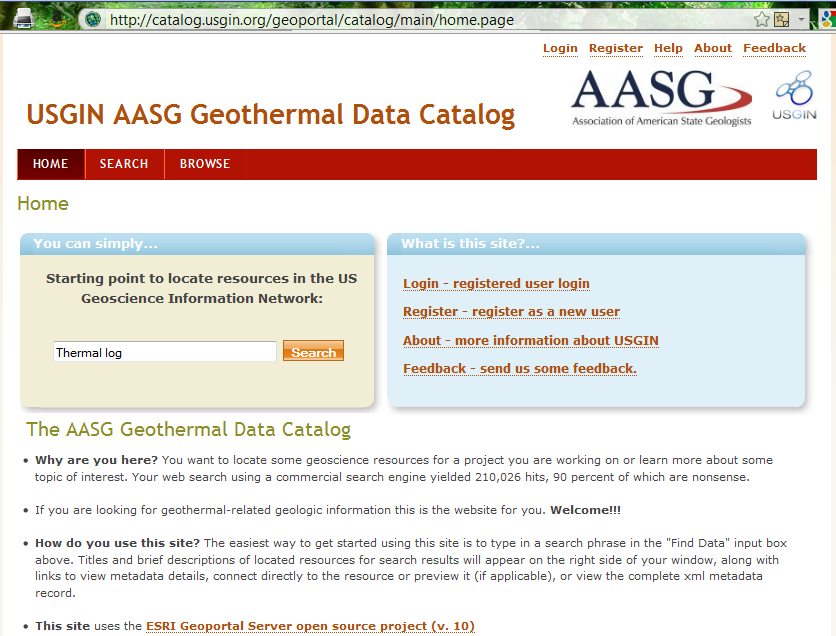 http://catalog.usgin.org/geoportal/catalog/main/home.page
Login Register Help About Feedback
USGIN AASG Geothermal Data Catalog
AASG
Association of American State Geologists
USGIN
HOME SEARCH BROWSE
Home
You can simply...
Starting point to locate resources in the US
Geoscience Information Network:
Thermal log
Search
What is this site?...
Login - registered user login
Register - register as a new user
About - more information about USGIN
Feedback - send us some feedback.
The AASG Geothermal Data Catalog
• Why are you here? You want to locate some geoscience resources for a project you are working on or learn more about some
topic of interest. Your web search using a commercial search engine yielded 210,026 hits, 90 percent of which are nonsense.
• If you are looking for geothermal-related geologic information this is the website for you. Welcome!!!
• How do you use this site? The easiest way to get started using this site is to type in a search phrase in the "Find Data" input box
above. Titles and brief descriptions of located resources for search results will appear on the right side of your window, along with
links to view metadata details, connect directly to the resource or preview it (if applicable), or view the complete xml metadata
record.
• This site uses the ESRI Geoportal Server open source project (v. 10)